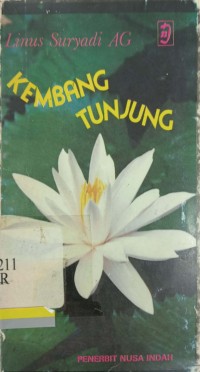 Linus Suryadi AG
KEMBANG
TUNJUNG
211
R
PENERBIT NUSA INDAH